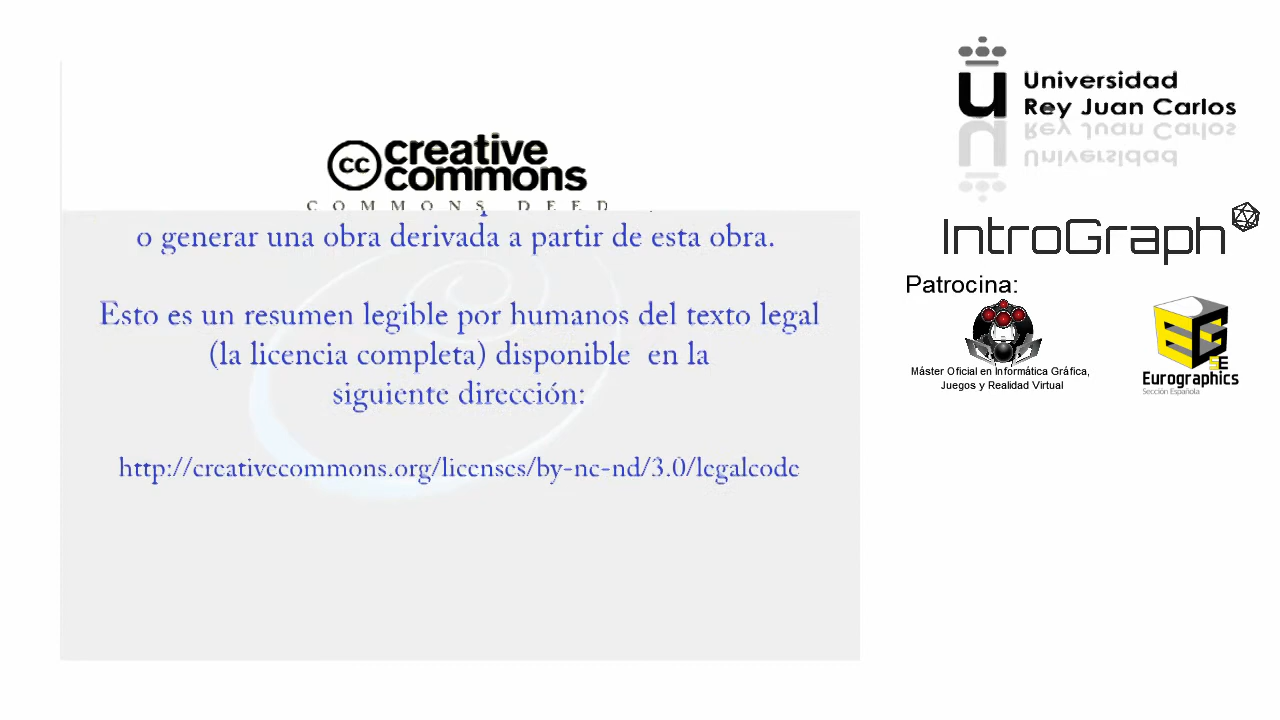 creative
commons
COMMONS DEED
o generar una obra derivada a partir de esta obra.
Esto es un resumen legible por humanos del texto legal
(la licencia completa) disponible en la
siguiente dirección:
http://creativecommons.org/licenses/by-nc-nd/3.0/legalcode
Universidad
Rey Juan Carlos
IntroGraph
Patrocina:
Máster Oficial en Informática Gráfica,
Juegos y Realidad Virtual
Eurographics
Sección Española